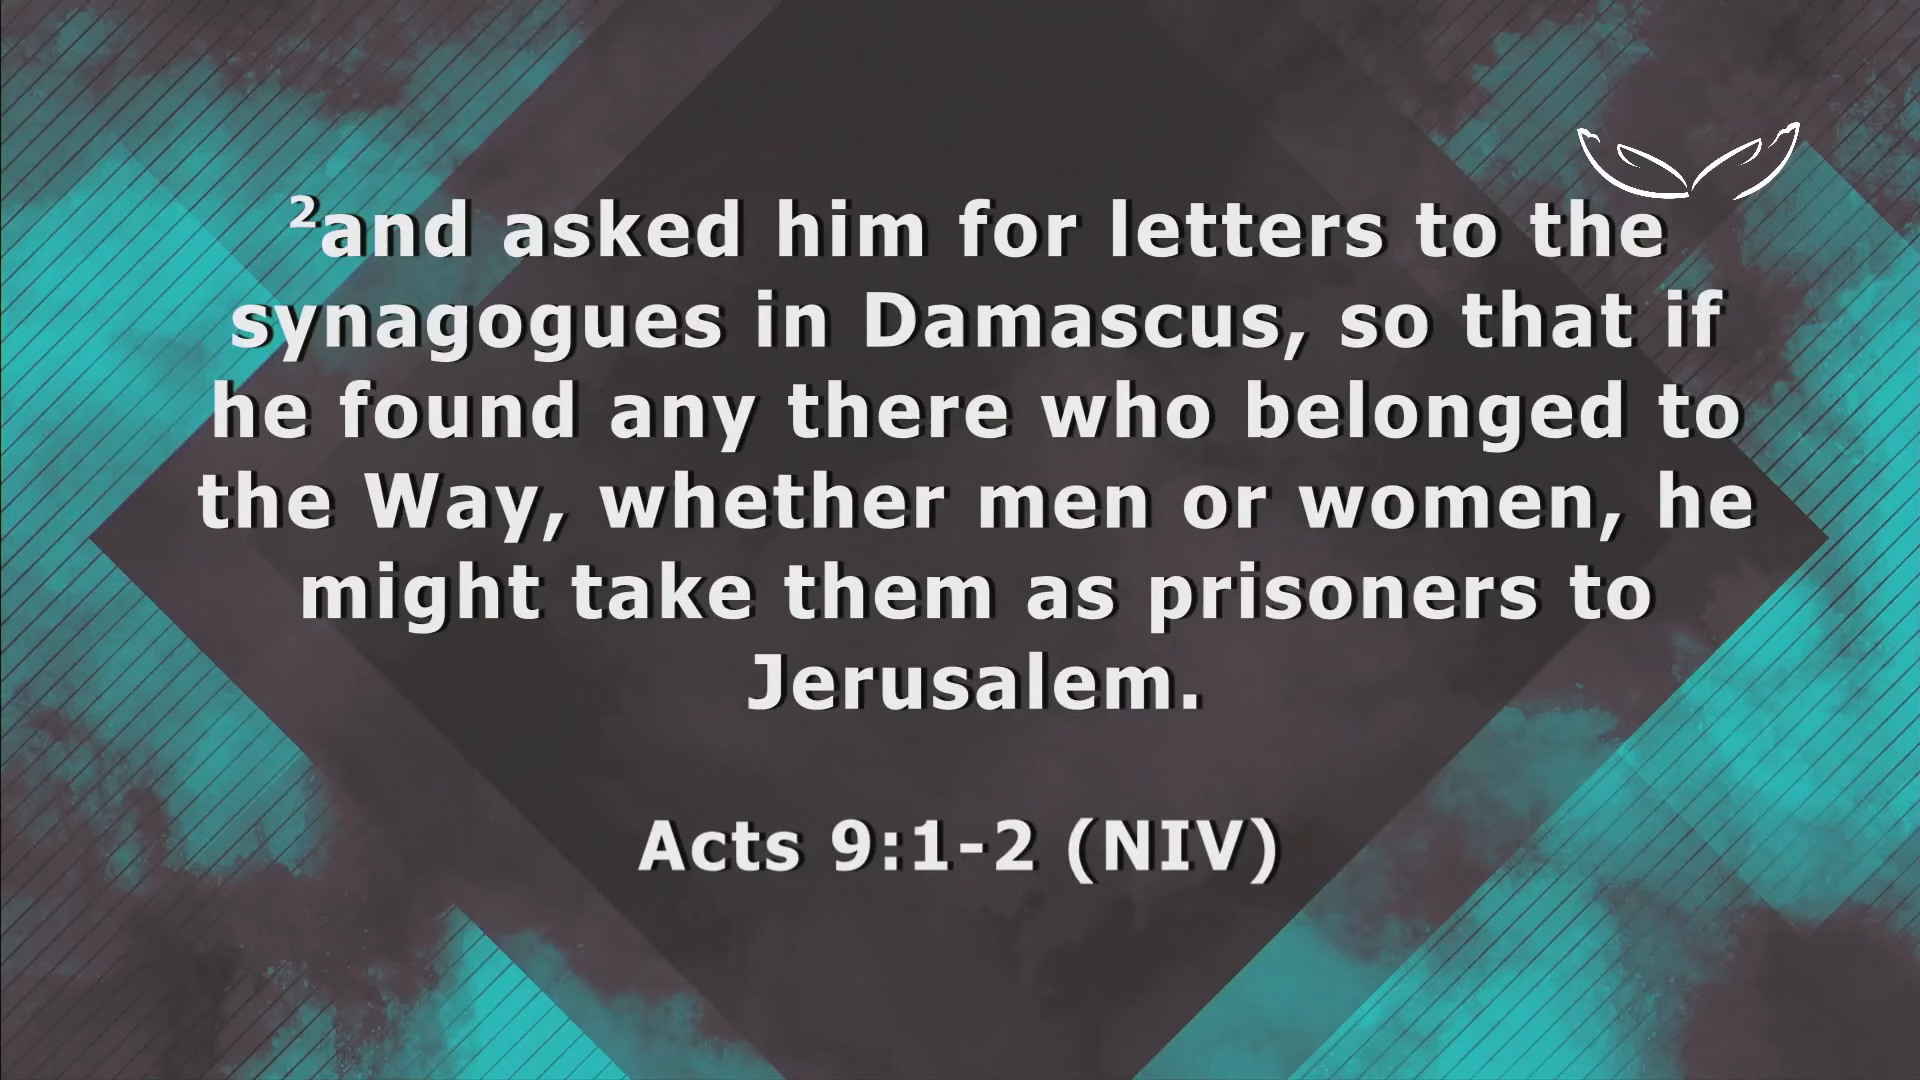 ²and asked him for letters to the
synagogues in Damascus, so that if
he found any there who belonged to
the Way, whether men or women, he
might take them as prisoners to
Jerusalem.
Acts 9:1-2 (NIV)